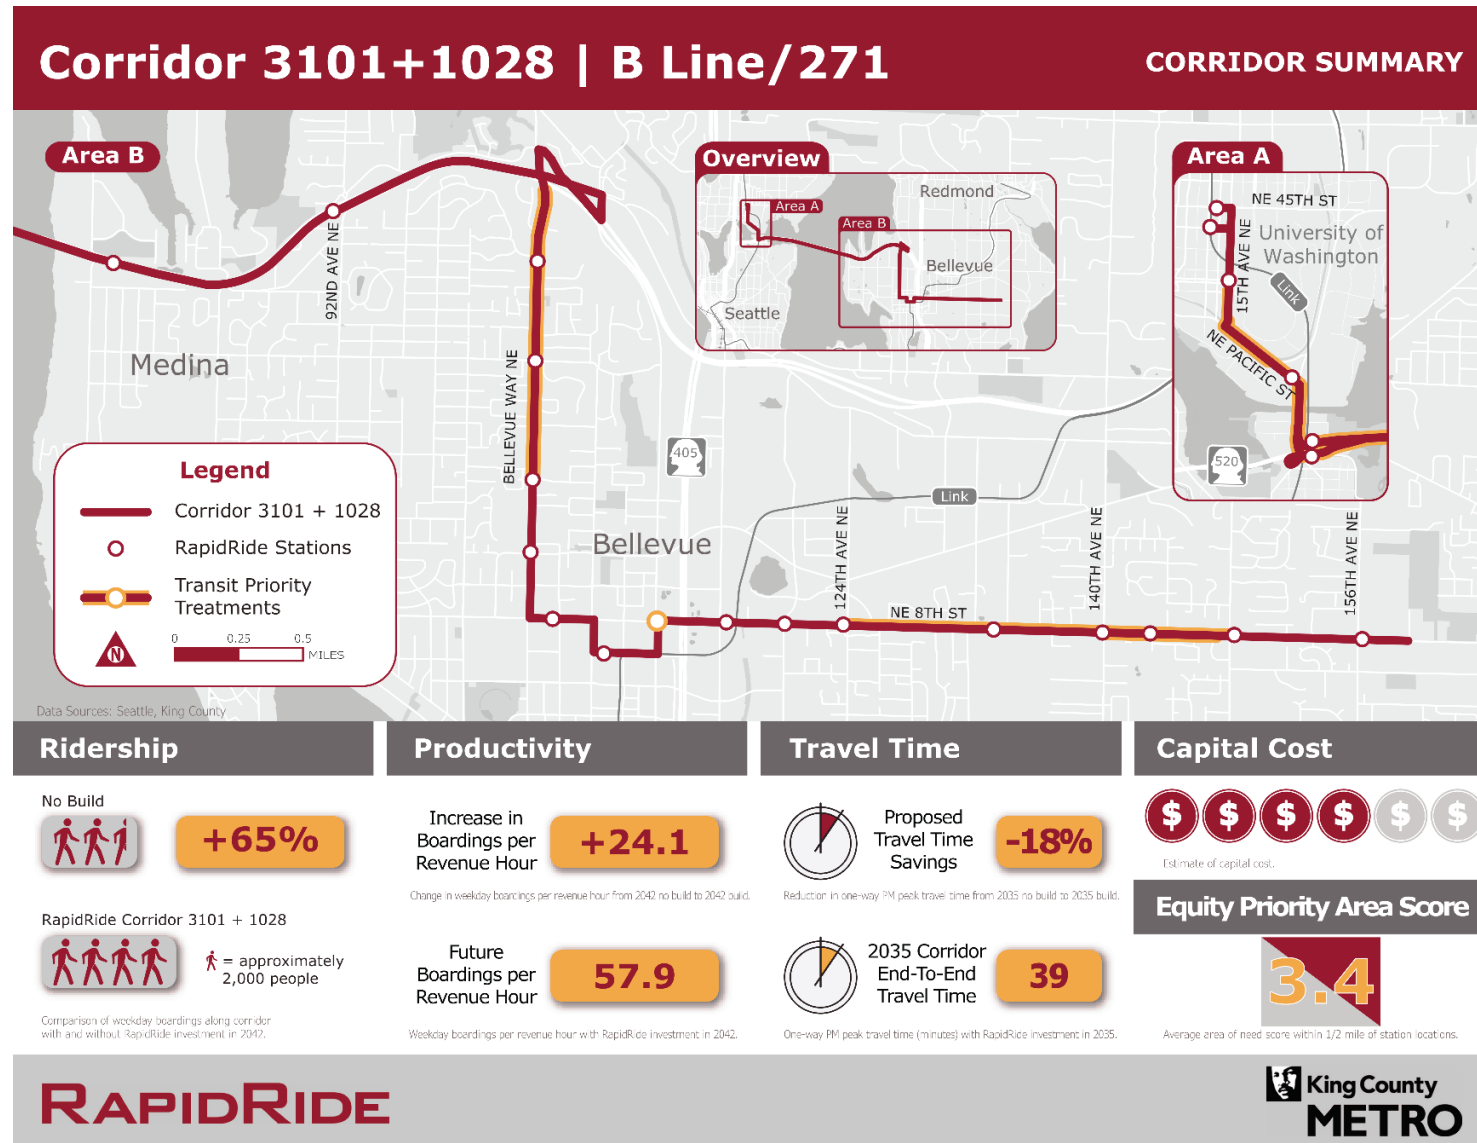 Corridor 3101+1028 | B Line/271
CORRIDOR SUMMARY
Area B
92ND AVE NE
Medina
BELLEVUE WAY NE
405
Bellevue
Link
124TH AVE NE
NE 8TH ST
140TH AVE NE
156TH AVE NE
Overview
Redmond
Area A
Area B
Bellevue
Seattle
Area A
NE 45TH ST
15TH AVE NE
University of
Washington
Link
NE PACIFIC ST
520
Legend
Corridor 3101 + 1028
RapidRide Stations
Transit Priority
Treatments
N
0 0.25 0.5
MILES
Data Sources: Seattle, King County
Ridership
No Build
+65%
RapidRide Corridor 3101 + 1028
= approximately
2,000 people
Comparison of weekday boardings along corridor
with and without RapidRide investment in 2042.
Productivity
Increase in
Boardings per
Revenue Hour
+24.1
Change in weekday boardings per revenue hour from 2042 no build to 2042 build.
Future
Boardings per
Revenue Hour
57.9
Weekday boardings per revenue hour with RapidRide investment in 2042.
Travel Time
Proposed
Travel Time
Savings
-18%
Reduction in one-way PM peak travel time from 2035 no build to 2035 build.
2035 Corridor
End-To-End
Travel Time
39
One-way PM peak travel time (minutes) with RapidRide investment in 2035.
Capital Cost
$ $ $ $ $ $
Estimate of capital cost.
Equity Priority Area Score
3.4
Average area of need score within 1/2 mile of station locations.
RAPIDRIDE
King County
METRO